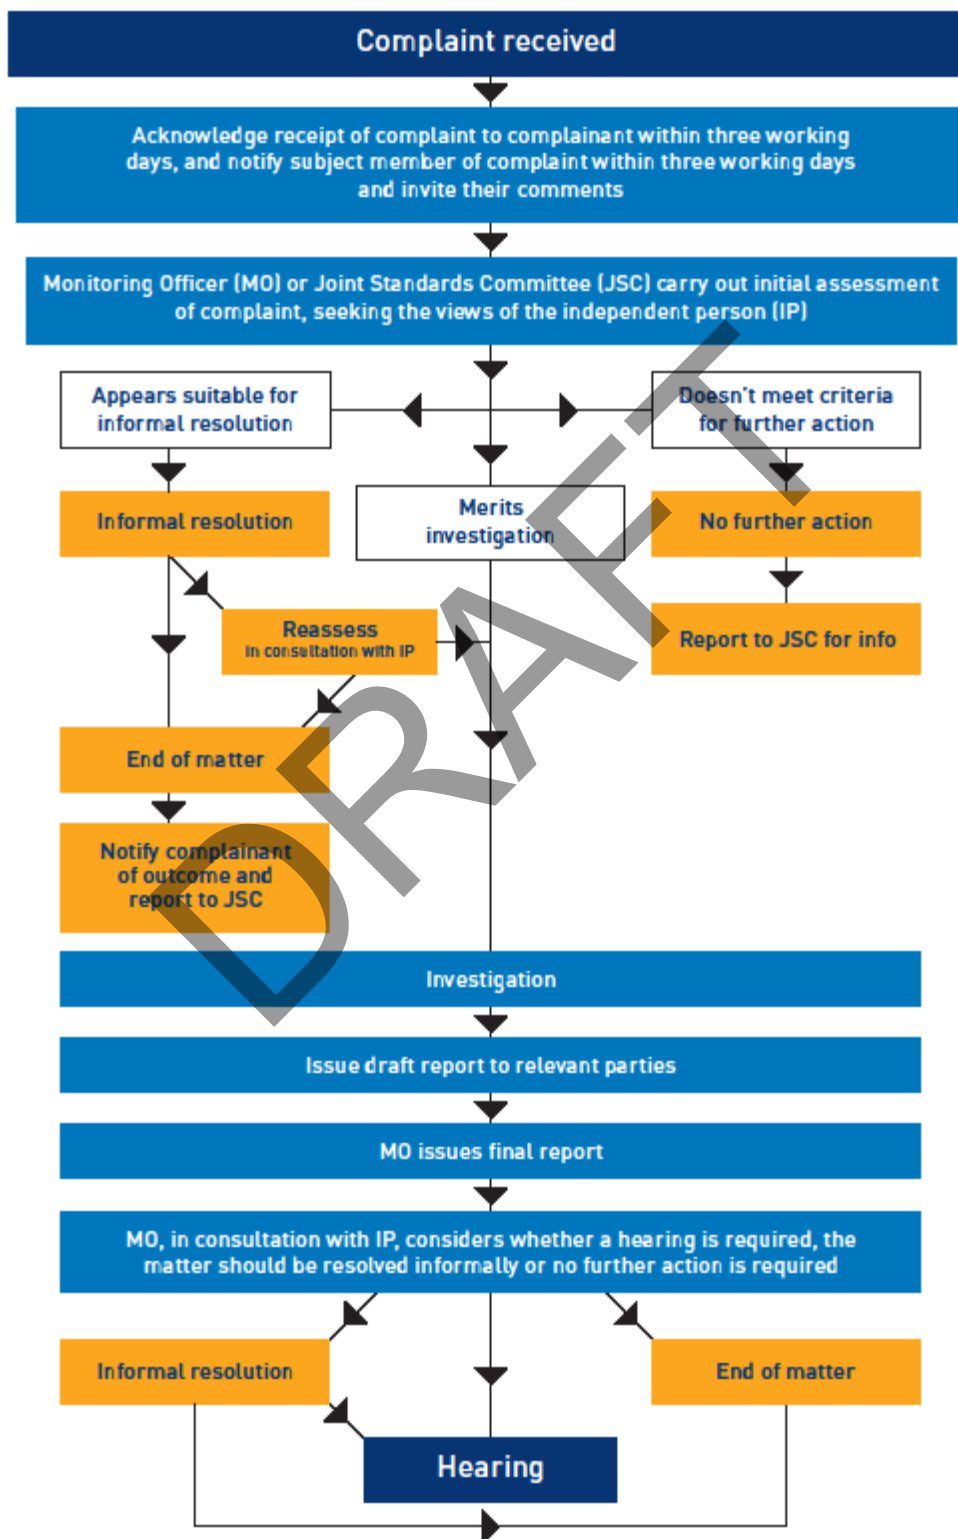 Complaint received
Acknowledge receipt of complaint to complainant within three working
days, and notify subject member of complaint within three working days
and invite their comments
Monitoring Officer (MO) or Joint Standards Committee (JSC) carry out initial assessment
of complaint, seeking the views of the independent person (IP)
Appears suitable for
informal resolution
Doesn't meet criteria
for further action
Merits
investigation
Informal resolution
No further action
Reassess
in consultation with IP
Report to JSC for info
End of matter
Notify complainant
of outcome and
report to JSC
DRAFT
Investigation
Issue draft report to relevant parties
MO issues final report
MO, in consultation with IP, considers whether a hearing is required, the
matter should be resolved informally or no further action is required
Informal resolution
End of matter
Hearing